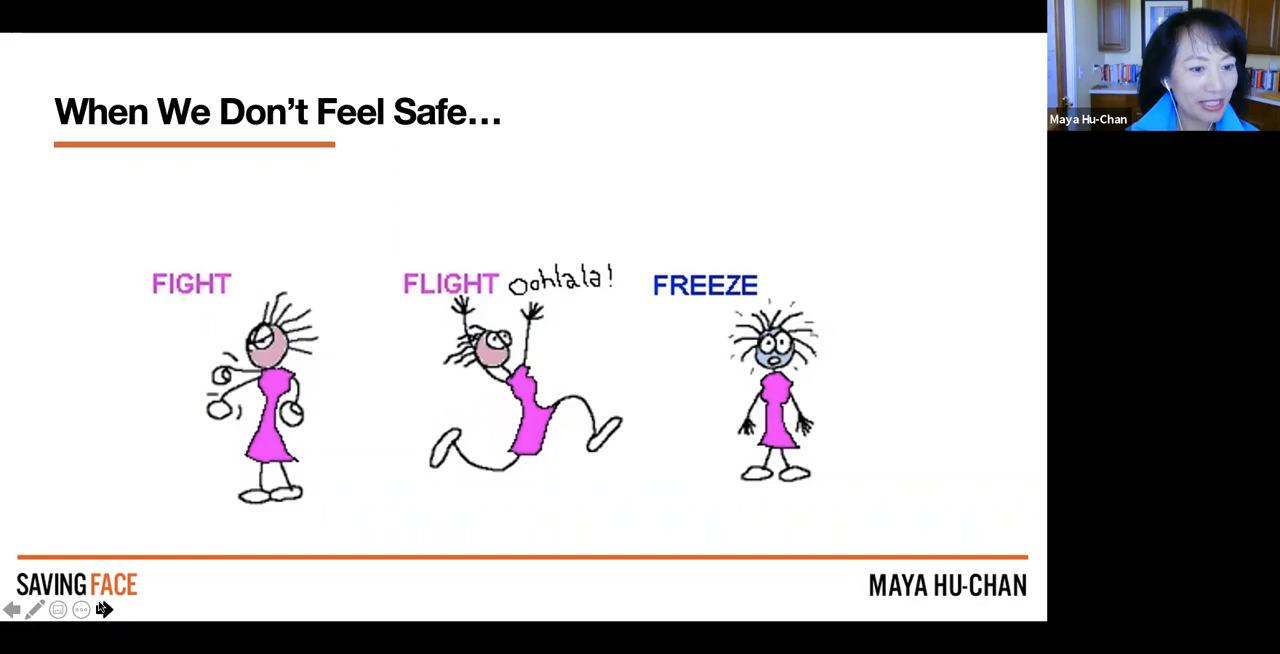 When We Don’t Feel Safe...
FIGHT
FLIGHT
Oohlala!
FREEZE
SAVING FACE
MAYA HU-CHAN
Maya Hu-Chan